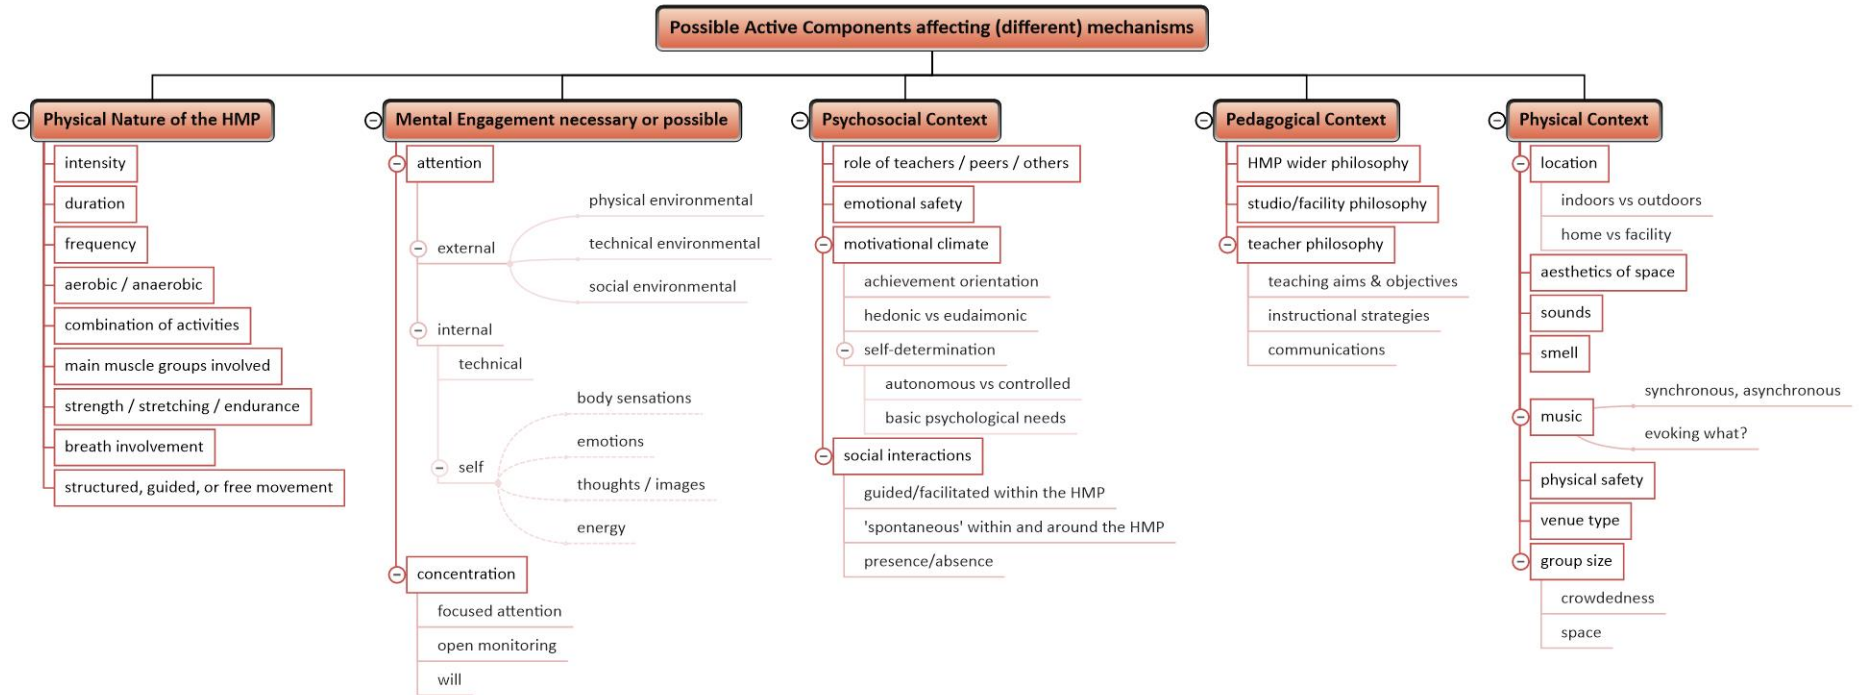 Possible Active Components affecting (different) mechanisms
Physical Nature of the HMP
intensity
duration
frequency
aerobic / anaerobic
combination of activities
main muscle groups involved
strength / stretching / endurance
breath involvement
structured, guided, or free movement
Mental Engagement necessary or possible
attention
external
physical environmental
technical environmental
social environmental
internal
technical
self
body sensations
emotions
thoughts / images
energy
concentration
focused attention
open monitoring
will
Psychosocial Context
role of teachers / peers / others
emotional safety
motivational climate
achievement orientation
hedonic vs eudaimonic
self-determination
autonomous vs controlled
basic psychological needs
social interactions
guided/facilitated within the HMP
'spontaneous' within and around the HMP
presence/absence
Pedagogical Context
HMP wider philosophy
studio/facility philosophy
teacher philosophy
teaching aims & objectives
instructional strategies
communications
Physical Context
location
indoors vs outdoors
home vs facility
aesthetics of space
sounds
smell
music
synchronous, asynchronous
evoking what?
physical safety
venue type
group size
crowdedness
space